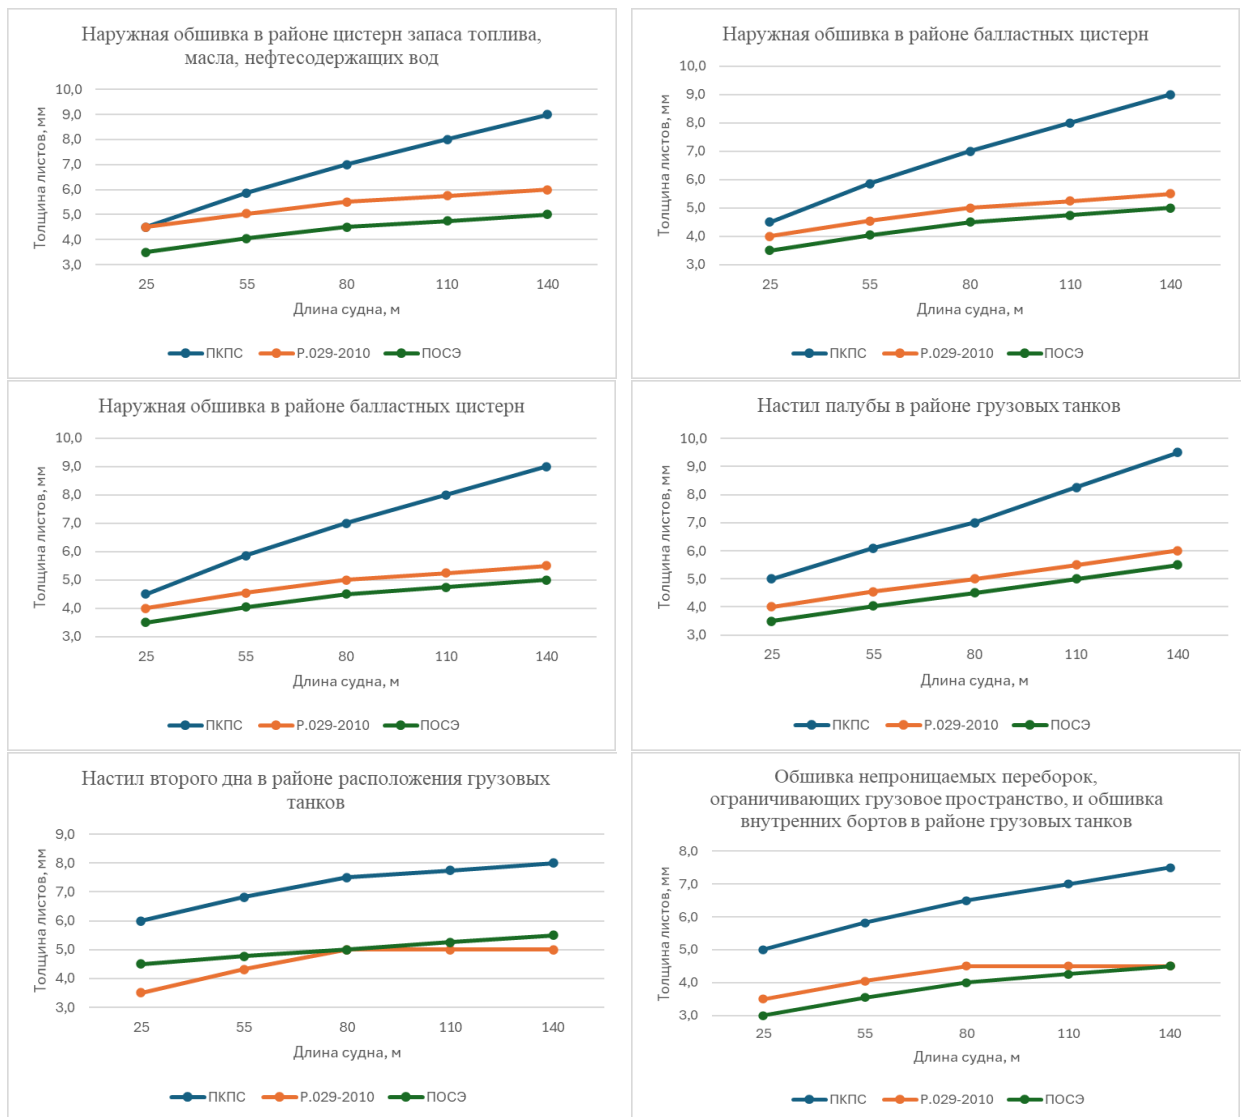 Наружная обшивка в районе цистерн запаса топлива,
масла, нефтесодержащих вод
Толщина листов, мм
10,0
9,0
8,0
7,0
6,0
5,0
4,0
3,0
25 55 80 110 140
Длина судна, м
ПКПС Р.029-2010 ПОСЭ
Наружная обшивка в районе балластных цистерн
Толщина листов, мм
10,0
9,0
8,0
7,0
6,0
5,0
4,0
3,0
25 55 80 110 140
Длина судна, м
ПКПС Р.029-2010 ПОСЭ
Наружная обшивка в районе балластных цистерн
Толщина листов, мм
10,0
9,0
8,0
7,0
6,0
5,0
4,0
3,0
25 55 80 110 140
Длина судна, м
ПКПС Р.029-2010 ПОСЭ
Настил палубы в районе грузовых танков
Толщина листов, мм
10,0
9,0
8,0
7,0
6,0
5,0
4,0
3,0
25 55 80 110 140
Длина судна, м
ПКПС Р.029-2010 ПОСЭ
Настил второго дна в районе расположения грузовых
танков
Толщина листов, мм
9,0
8,0
7,0
6,0
5,0
4,0
3,0
25 55 80 110 140
Длина судна, м
ПКПС Р.029-2010 ПОСЭ
Обшивка непроницаемых переборок,
ограничивающих грузовое пространство, и обшивка
внутренних бортов в районе грузовых танков
Толщина листов, мм
8,0
7,0
6,0
5,0
4,0
3,0
25 55 80 110 140
Длина судна, м
ПКПС Р.029-2010 ПОСЭ